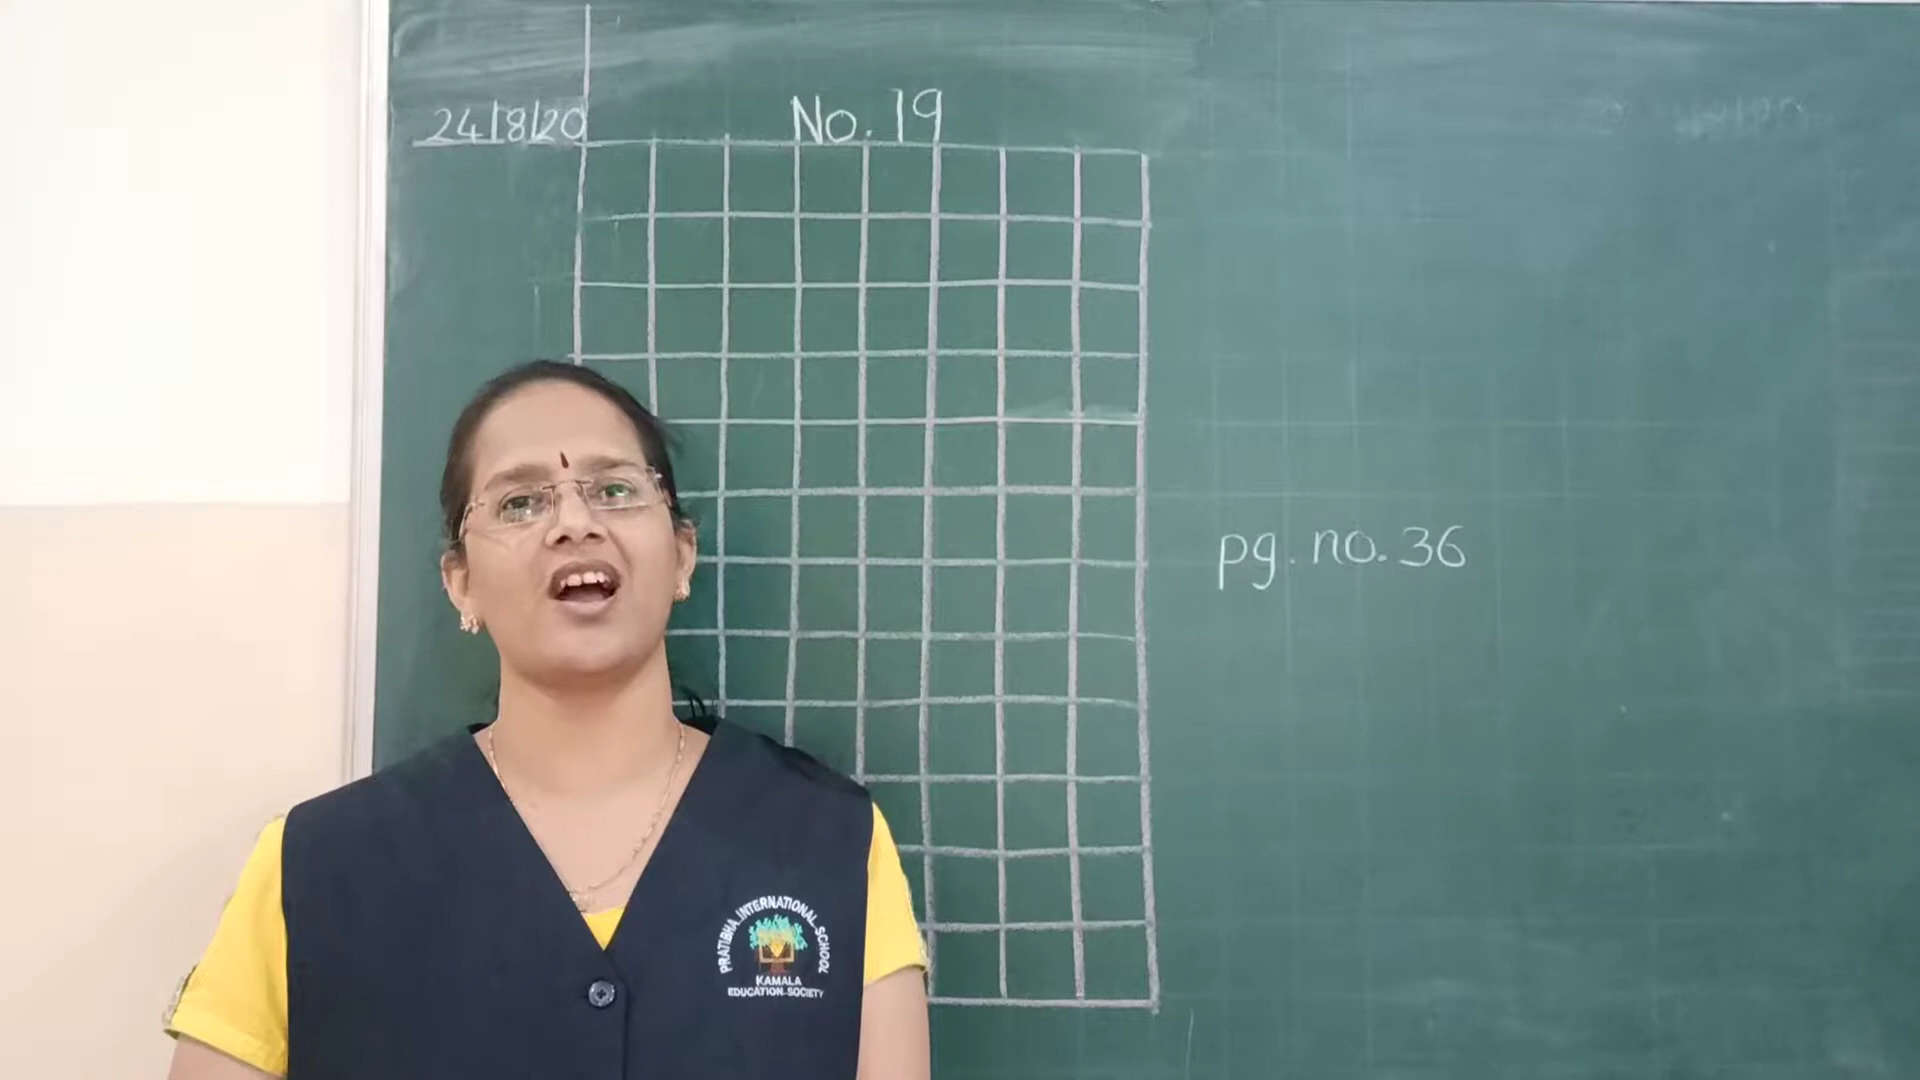 24/8/20
No. 19
pg. no. 36
PRATIBHA INTERNATIONAL SCHOOL
KAMALA
EDUCATION SOCIETY